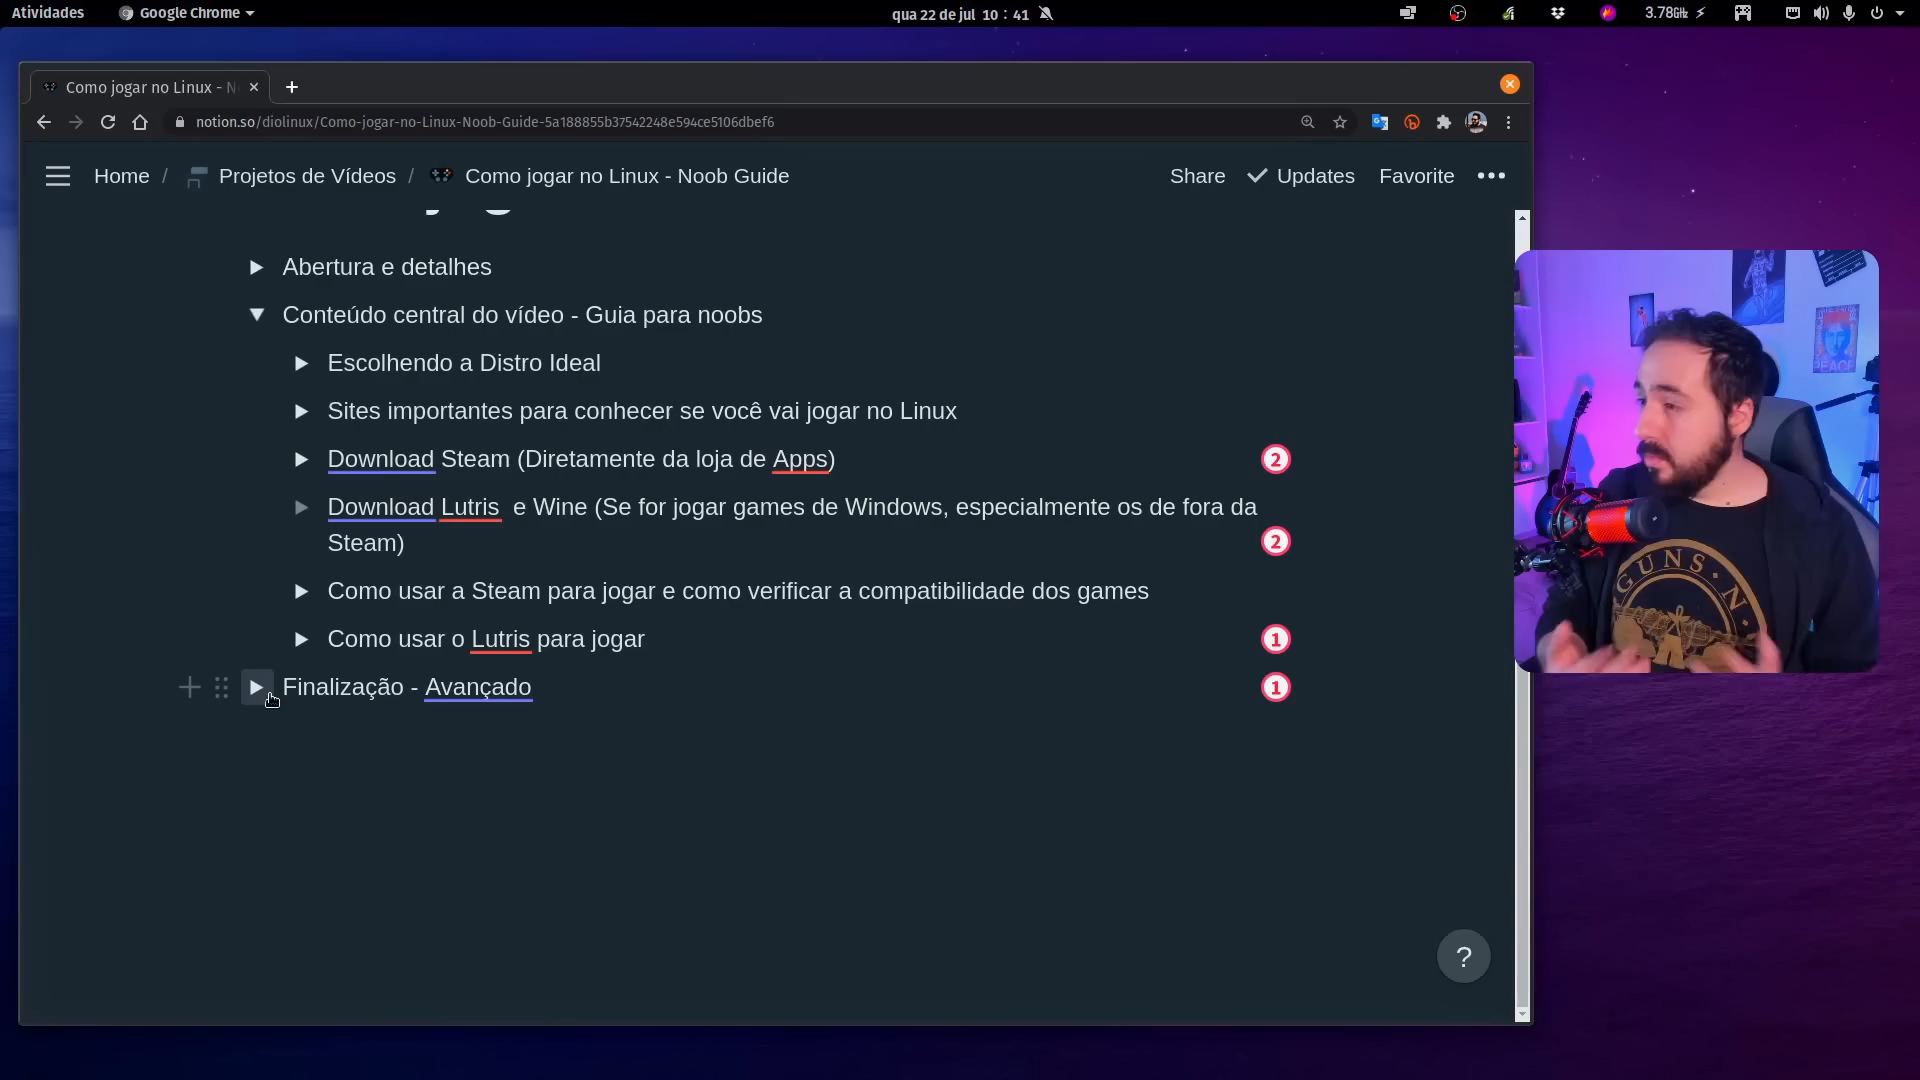 Atividades
Google Chrome
qua 22 de jul 10 : 41
3.78GHz
Como jogar no Linux - N
notion.so/diolinux/Como-jogar-no-Linux-Noob-Guide-5a188855b37542248e594ce5106dbef6
Home / Projetos de Vídeos / Como jogar no Linux - Noob Guide
Share Updates Favorite
Abertura e detalhes
Conteúdo central do vídeo - Guia para noobs
Escolhendo a Distro Ideal
Sites importantes para conhecer se você vai jogar no Linux
Download Steam (Diretamente da loja de Apps)
2
Download Lutris e Wine (Se for jogar games de Windows, especialmente os de fora da
Steam)
2
Como usar a Steam para jogar e como verificar a compatibilidade dos games
Como usar o Lutris para jogar
1
Finalização - Avançado
1
?
PEACE
GUNS N